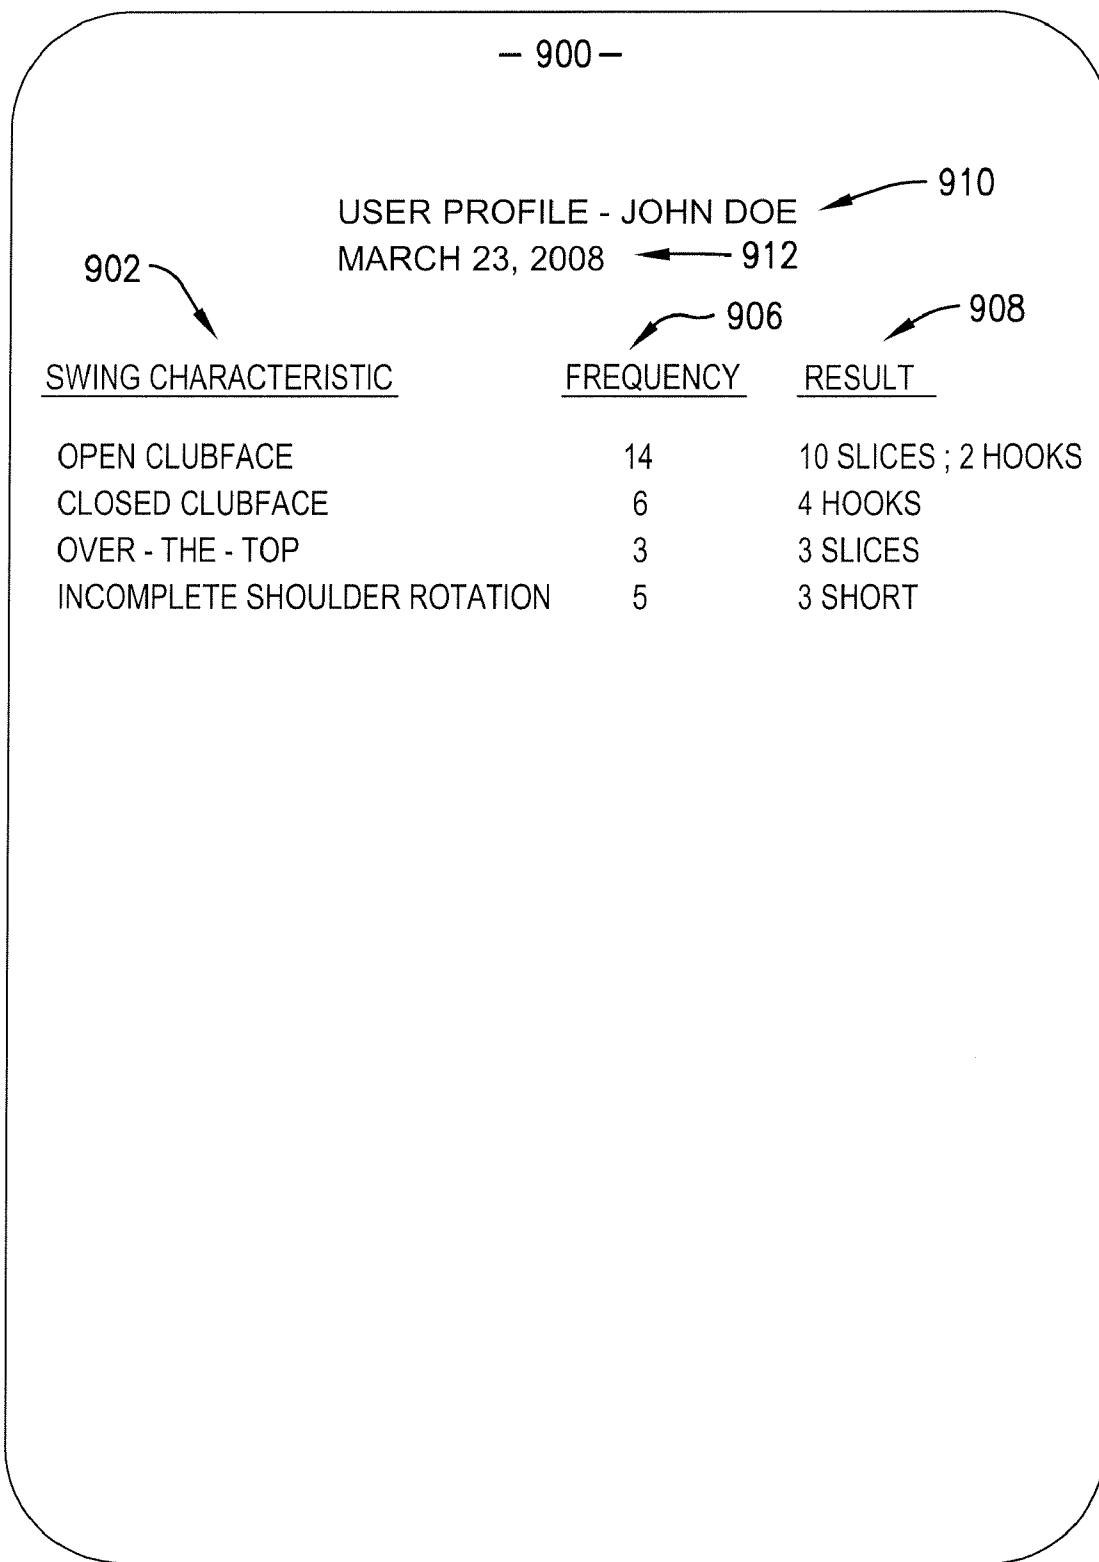 – 900 –
910
USER PROFILE - JOHN DOE
MARCH 23, 2008 912
902
906 908
SWING CHARACTERISTIC FREQUENCY RESULT
OPEN CLUBFACE 14 10 SLICES ; 2 HOOKS
CLOSED CLUBFACE 6 4 HOOKS
OVER - THE - TOP 3 3 SLICES
INCOMPLETE SHOULDER ROTATION 5 3 SHORT